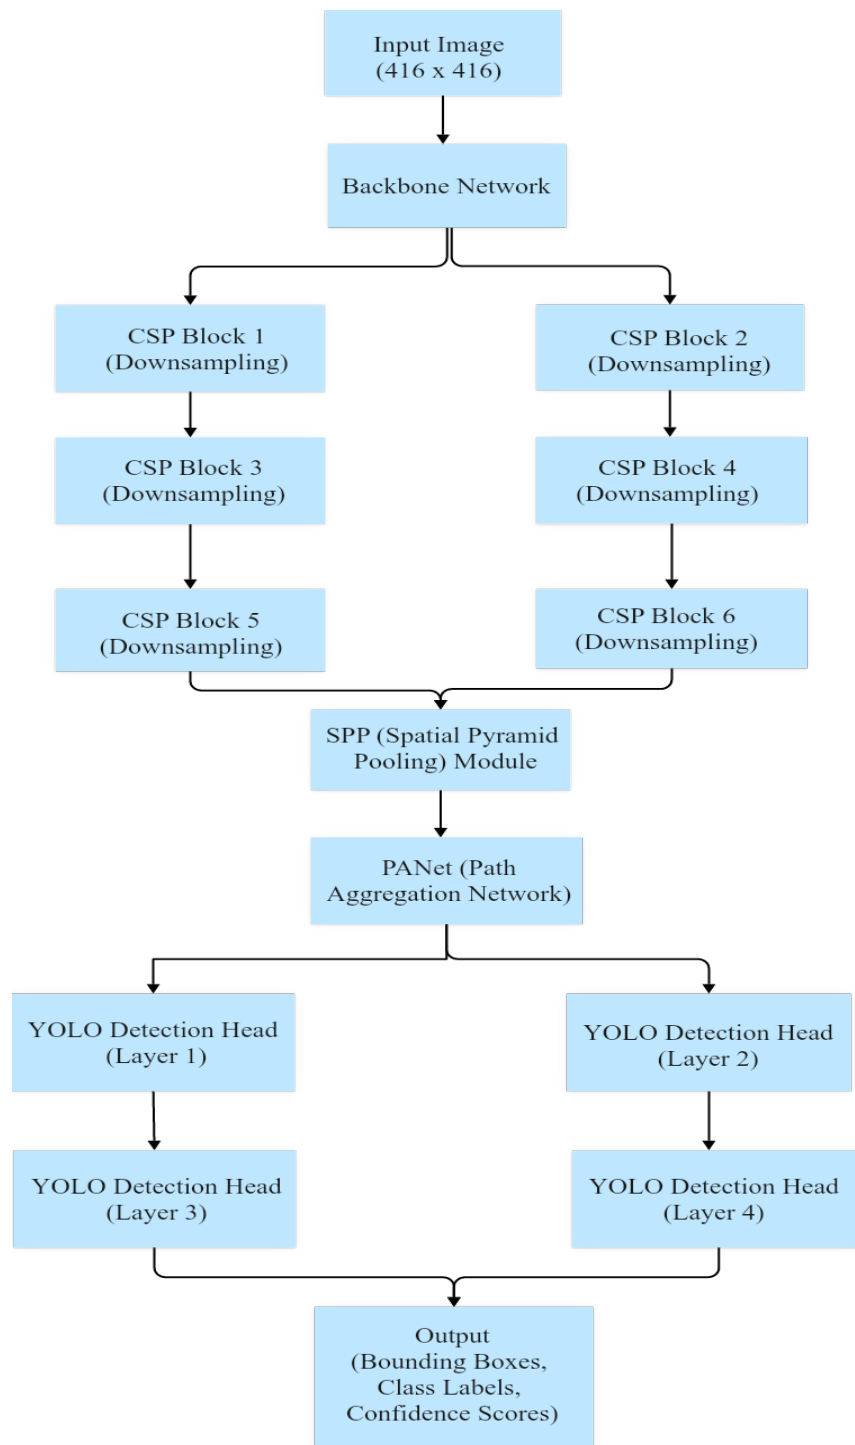 Input Image
(416 x 416)
Backbone Network
CSP Block 1
(Downsampling)
CSP Block 2
(Downsampling)
CSP Block 3
(Downsampling)
CSP Block 4
(Downsampling)
CSP Block 5
(Downsampling)
CSP Block 6
(Downsampling)
SPP (Spatial Pyramid
Pooling) Module
PANet (Path
Aggregation Network)
YOLO Detection Head
(Layer 1)
YOLO Detection Head
(Layer 2)
YOLO Detection Head
(Layer 3)
YOLO Detection Head
(Layer 4)
Output
(Bounding Boxes,
Class Labels,
Confidence Scores)